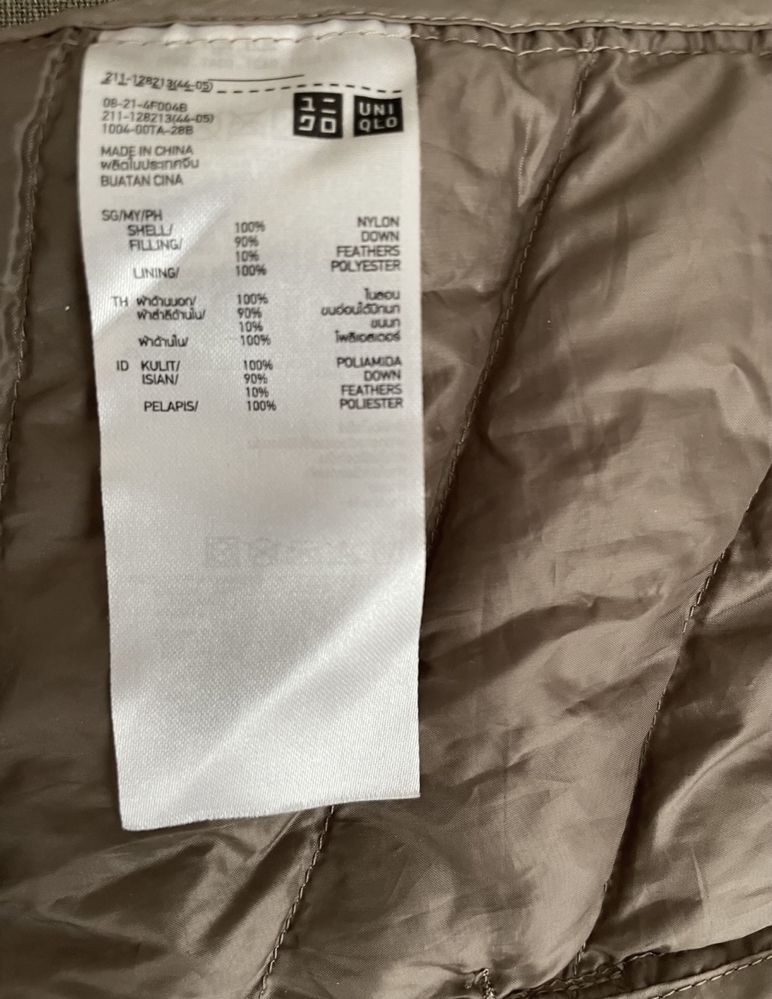 211-128213(44-05)
08-21-4F004B
211-128213(44-05)
1004-00TA-28B
ユニ
クロ
UNI
QLO
MADE IN CHINA
ผลิตในประเทศจีน
BUATAN CINA
SG/MY/PH
SHELL/ 100% NYLON
FILLING/ 90% DOWN
10% FEATHERS
LINING/ 100% POLYESTER
TH ผ้าด้านนอก/ 100% ไนลอน
ผ้าสำลีด้านใน/ 90% ขนอ่อนใต้ปีกนก
10% ขนนก
ผ้าด้านใน/ 100% โพลีเอสเตอร์
ID KULIT/ 100% POLIAMIDA
ISIAN/ 90% DOWN
10% FEATHERS
PELAPIS/ 100% POLIESTER